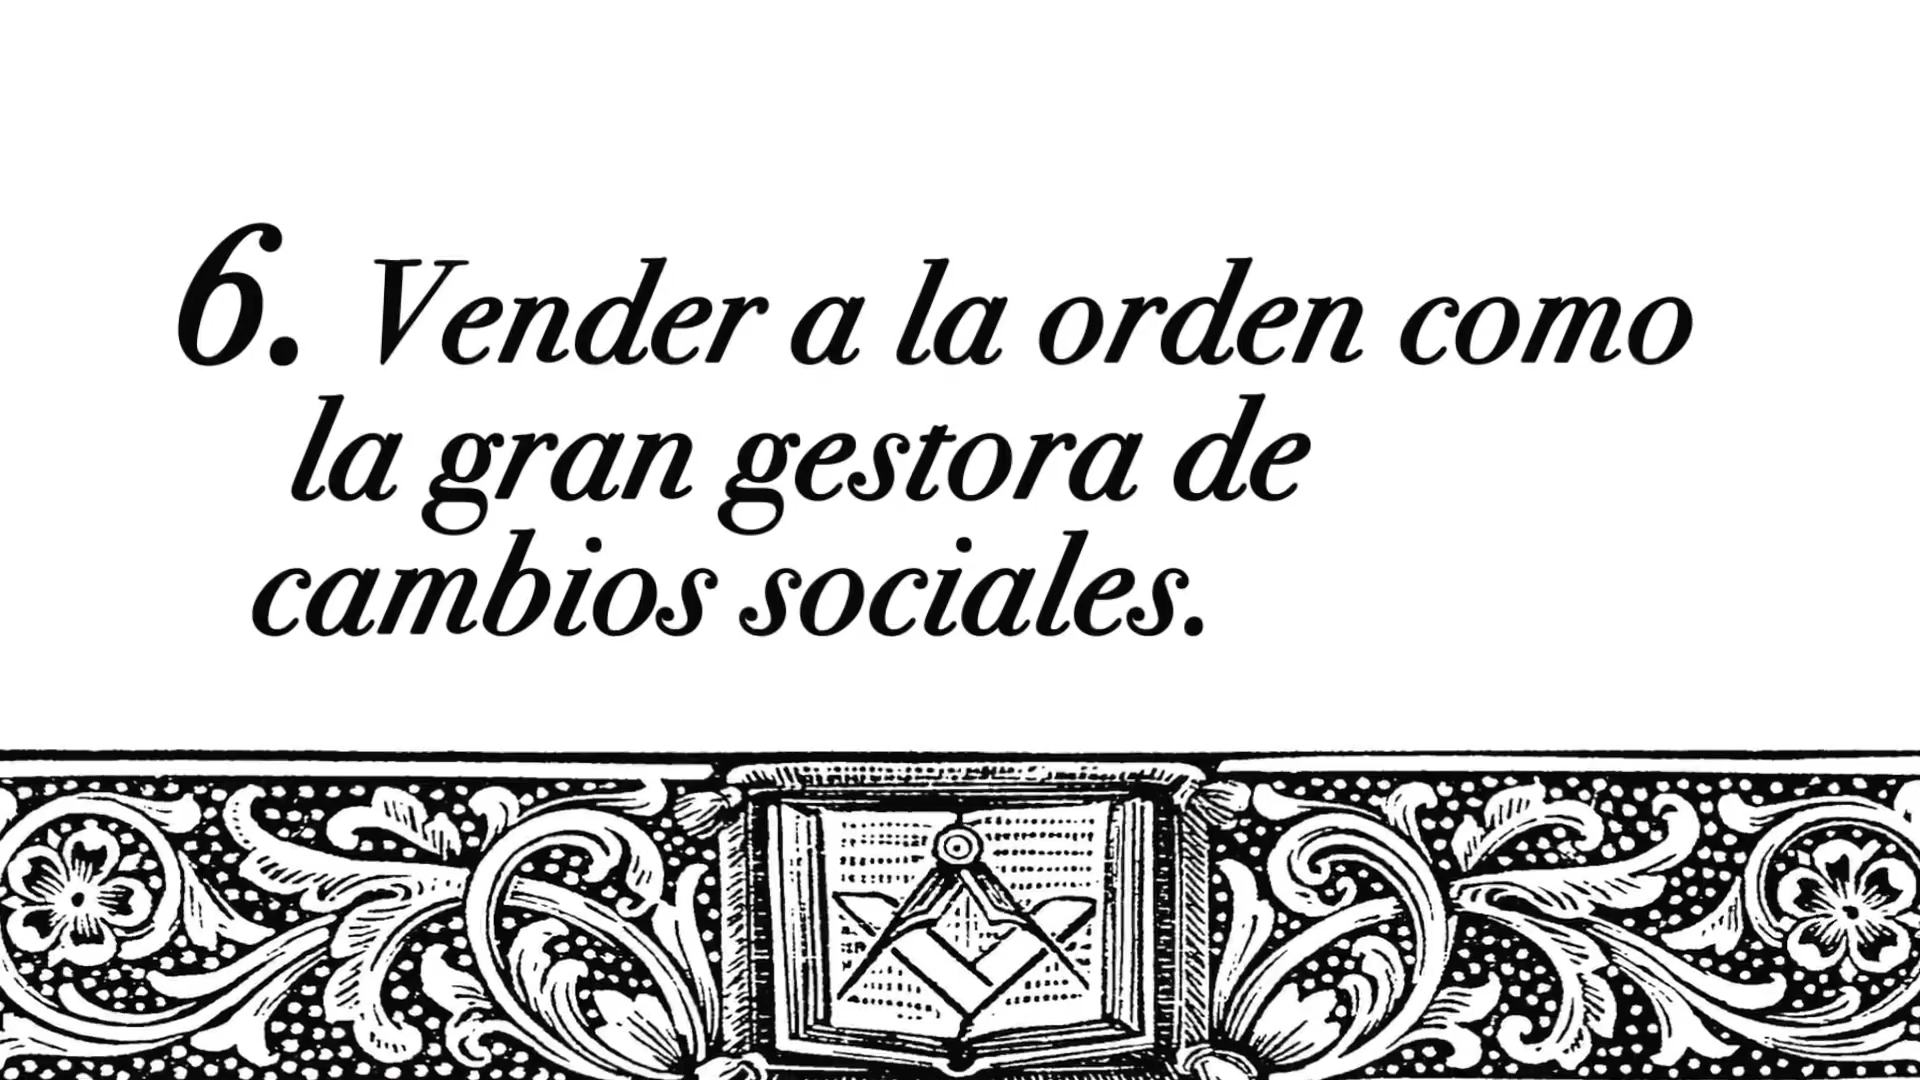 6. Vender a la orden como
la gran gestora de
cambios sociales.